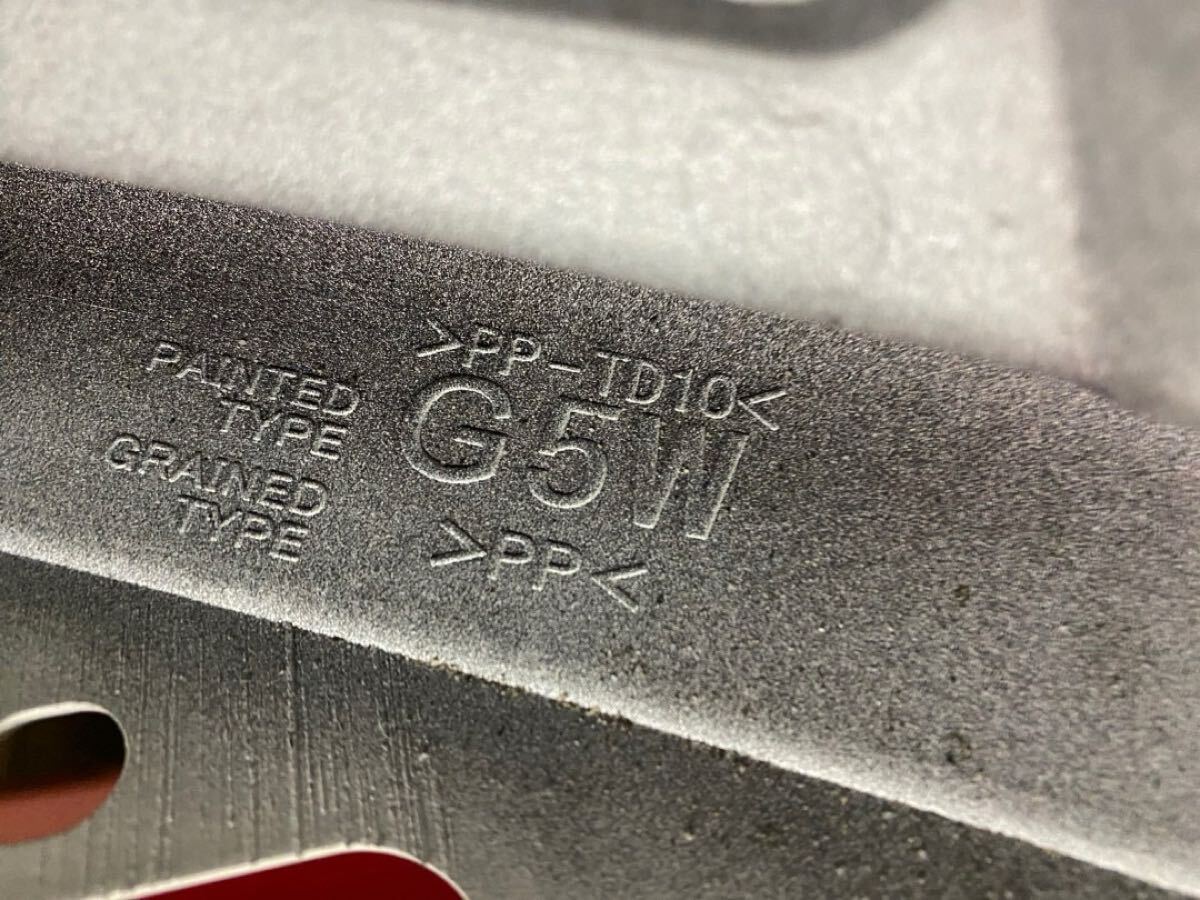 PAINTED
TYPE
GRAINED
TYPE
>PP-TD10<
G5W
>PP<